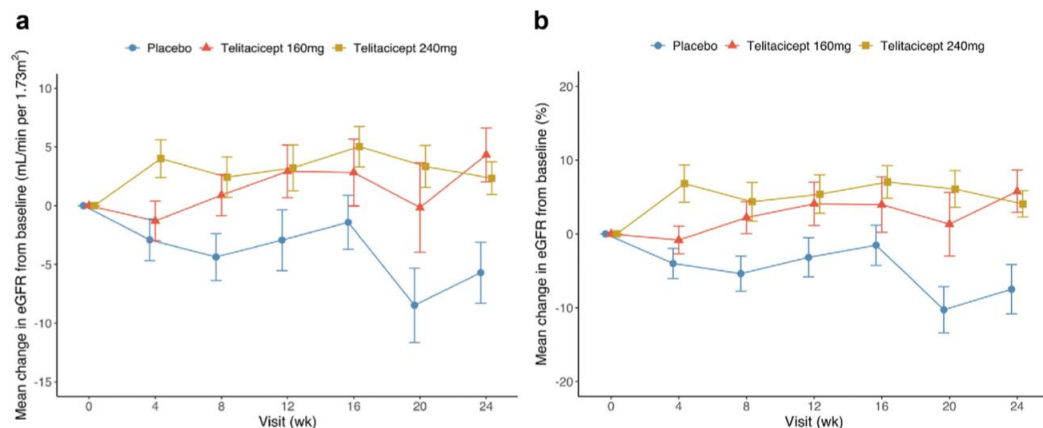 a
Placebo Telitacicept 160mg Telitacicept 240mg
Mean change in eGFR from baseline (mL/min per 1.73m²)
10
5
0
-5
-10
-15
0 4 8 12 16 20 24
Visit (wk)
b
Placebo Telitacicept 160mg Telitacicept 240mg
Mean change in eGFR from baseline (%)
20
10
0
-10
-20
0 4 8 12 16 20 24
Visit (wk)